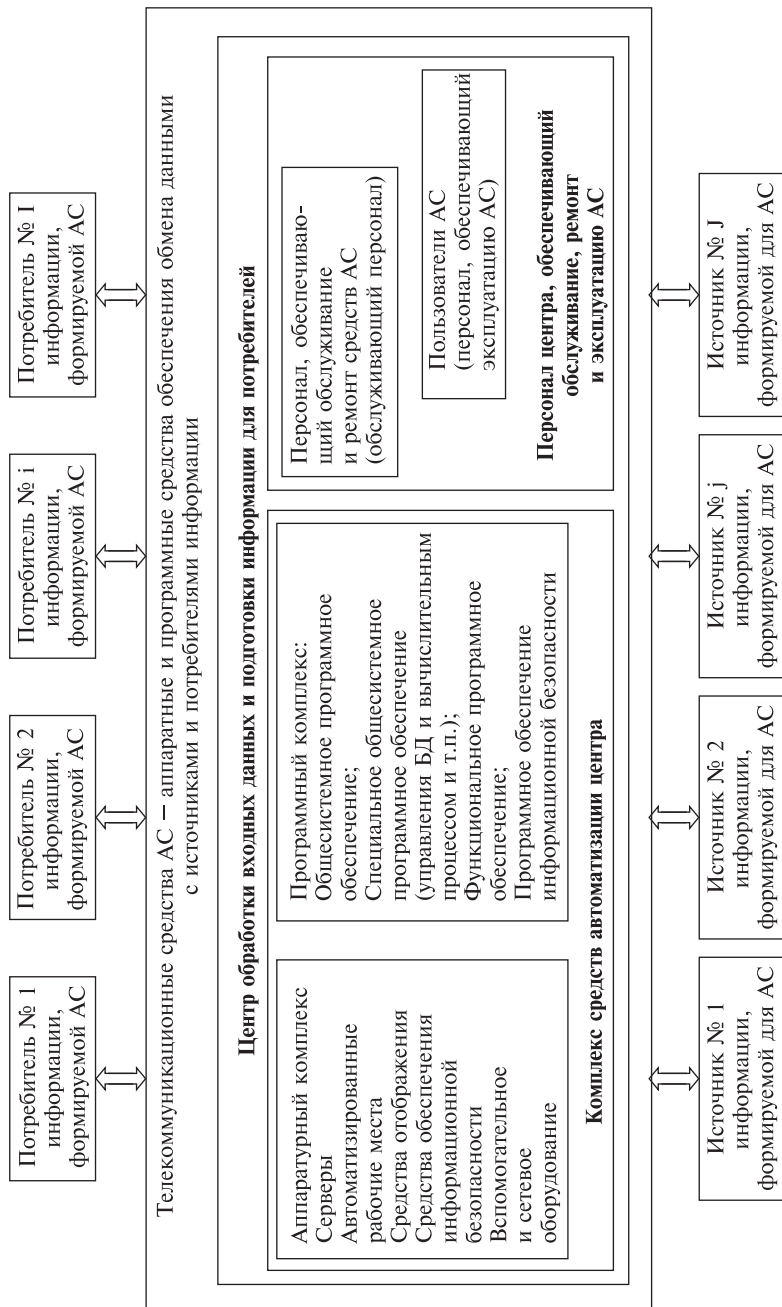 Потребитель № 1
информации,
формируемой АС
Потребитель № 2
информации,
формируемой АС
Потребитель № i
информации,
формируемой АС
Потребитель № I
информации,
формируемой АС
Телекоммуникационные средства АС — аппаратные и программные средства обеспечения обмена данными
с источниками и потребителями информации
Центр обработки входных данных и подготовки информации для потребителей
Аппаратурный комплекс
Серверы
Автоматизированные
рабочие места
Средства отображения
Средства обеспечения
информационной
безопасности
Вспомогательное
и сетевое
оборудование
Программный комплекс:
Общесистемное программное
обеспечение;
Специальное общесистемное
программное обеспечение
(управления БД и вычислительным
процессом и т.п.);
Функциональное программное
обеспечение;
Программное обеспечение
информационной безопасности
Комплекс средств автоматизации центра
Персонал, обеспечиваю-
щий обслуживание
и ремонт средств АС
(обслуживающий персонал)
Пользователи АС
(персонал, обеспечивающий
эксплуатацию АС)
Персонал центра, обеспечивающий
обслуживание, ремонт
и эксплуатацию АС
Источник № 1
информации,
формируемой для АС
Источник № 2
информации,
формируемой для АС
Источник № j
информации,
формируемой для АС
Источник № J
информации,
формируемой для АС